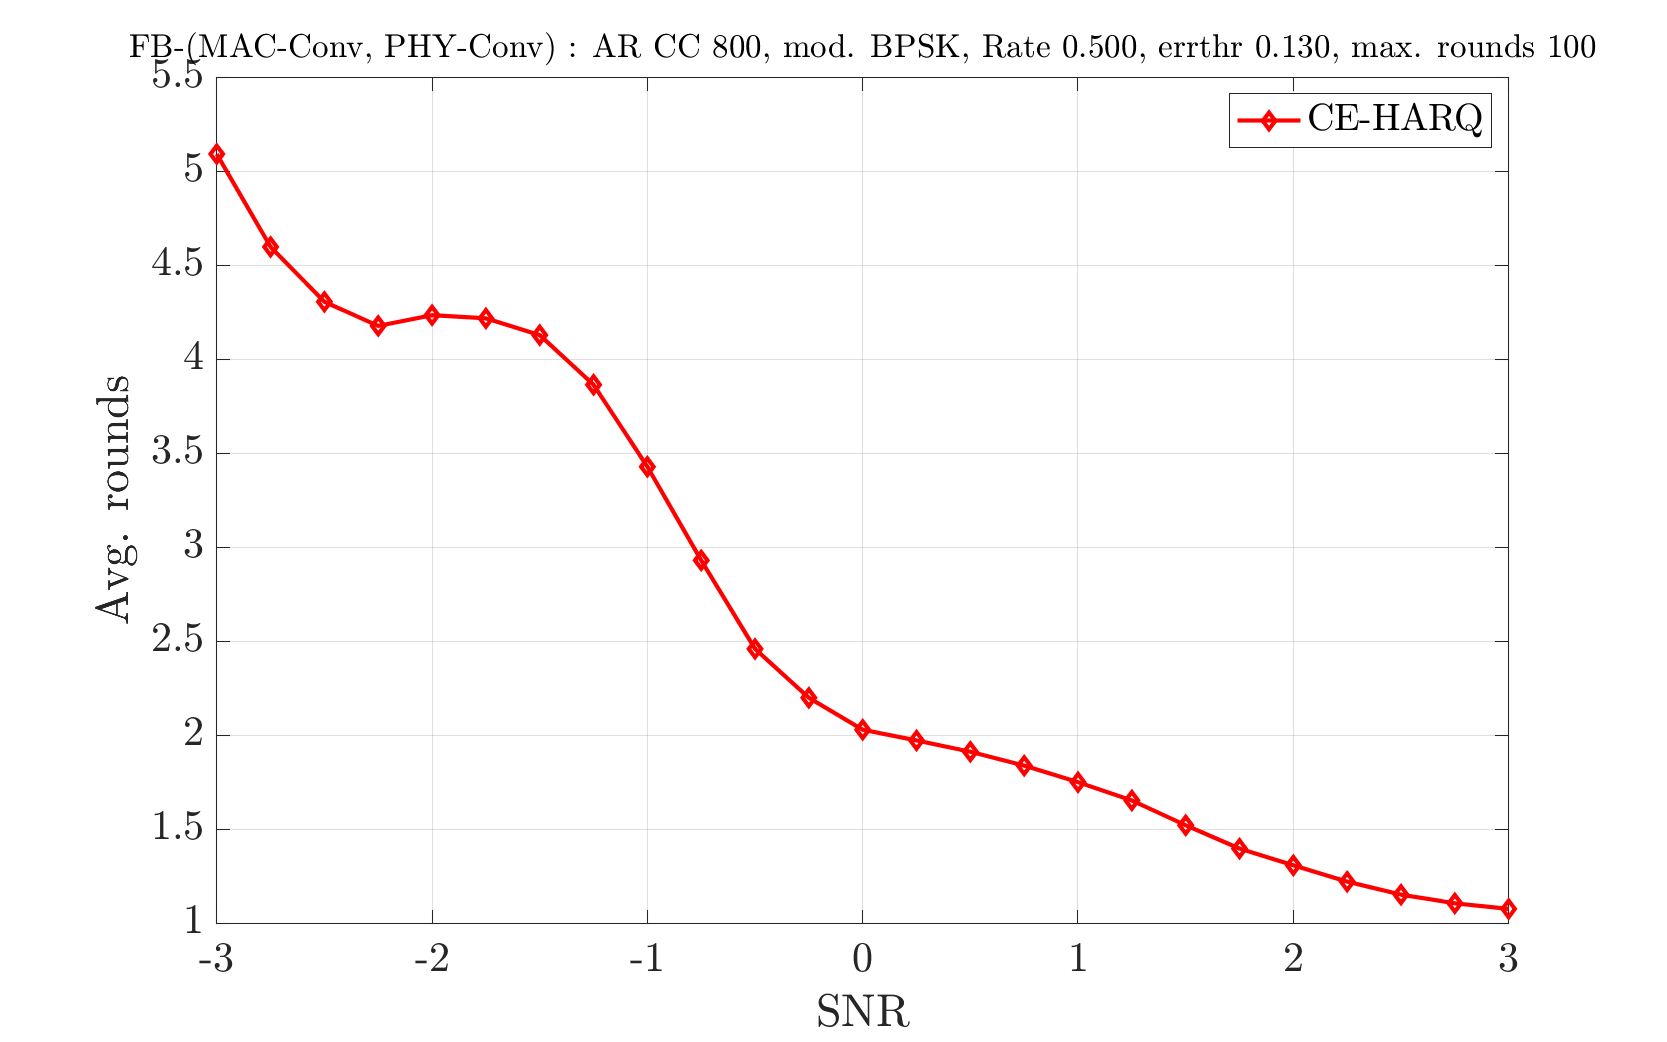 FB-(MAC-Conv, PHY-Conv) : AR CC 800, mod. BPSK, Rate 0.500, errthr 0.130, max. rounds 100
CE-HARQ
5.5
5
4.5
4
3.5
3
2.5
2
1.5
1
Avg. rounds
-3 -2 -1 0 1 2 3
SNR